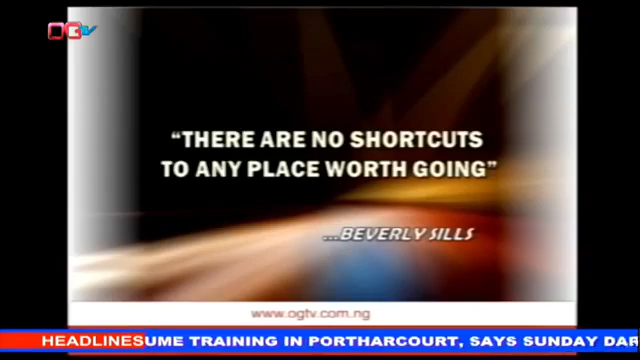 OGTV
“THERE ARE NO SHORTCUTS
TO ANY PLACE WORTH GOING”
...BEVERLY SILLS
www.ogtv.com.ng
HEADLINES UME TRAINING IN PORTHARCOURT, SAYS SUNDAY DAR